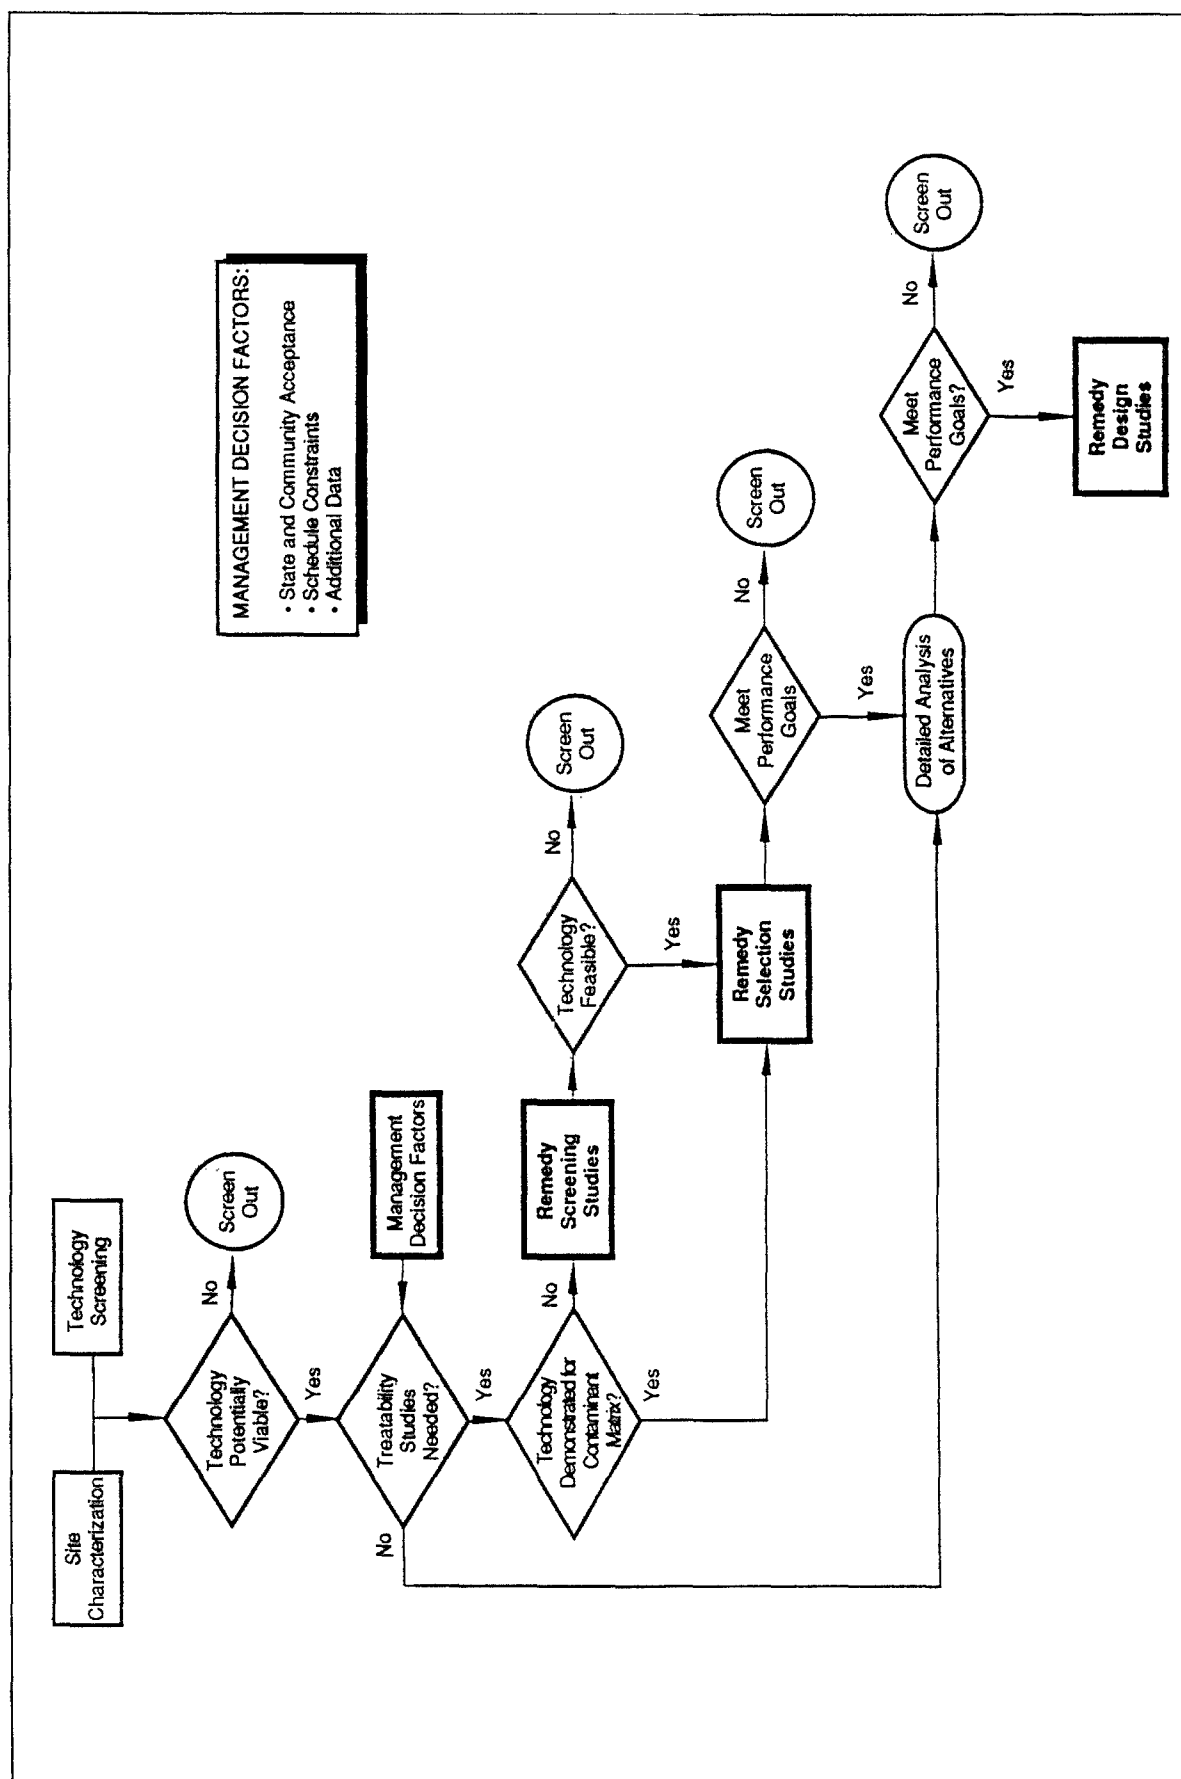 Site
Characterization
Technology
Screening
Technology
Potentially
Viable?
No
Screen
Out
Yes
Management
Decision Factors
Treatability
Studies
Needed?
No
Yes
Technology
Demonstrated for
Contaminant
Matrix?
No
Remedy
Screening
Studies
Technology
Feasible?
No
Screen
Out
Yes
Yes
Remedy
Selection
Studies
Meet
Performance
Goals
No
Screen
Out
Yes
Detailed Analysis
of Alternatives
Meet
Performance
Goals?
No
Screen
Out
Yes
Remedy
Design
Studies
MANAGEMENT DECISION FACTORS:
• State and Community Acceptance
• Schedule Constraints
• Additional Data